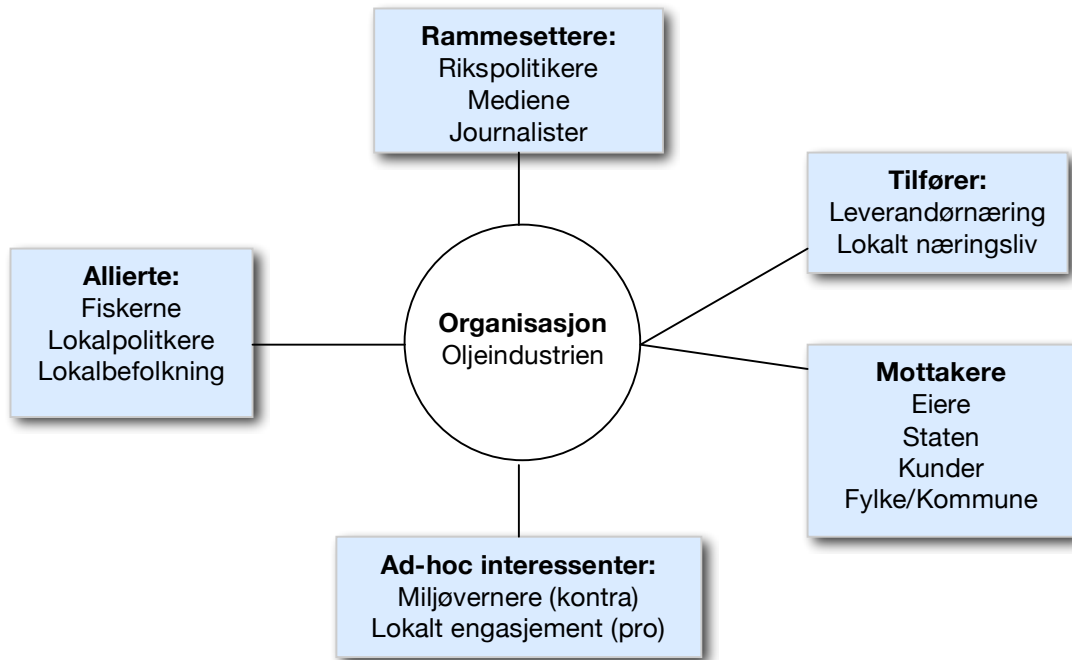 Rammesettere:
Rikspolitikere
Mediene
Journalister
Tilfører:
Leverandørnæring
Lokalt næringsliv
Allierte:
Fiskerne
Lokalpolitkere
Lokalbefolkning
Organisasjon
Oljeindustrien
Mottakere
Eiere
Staten
Kunder
Fylke/Kommune
Ad-hoc interessenter:
Miljøvernere (kontra)
Lokalt engasjement (pro)